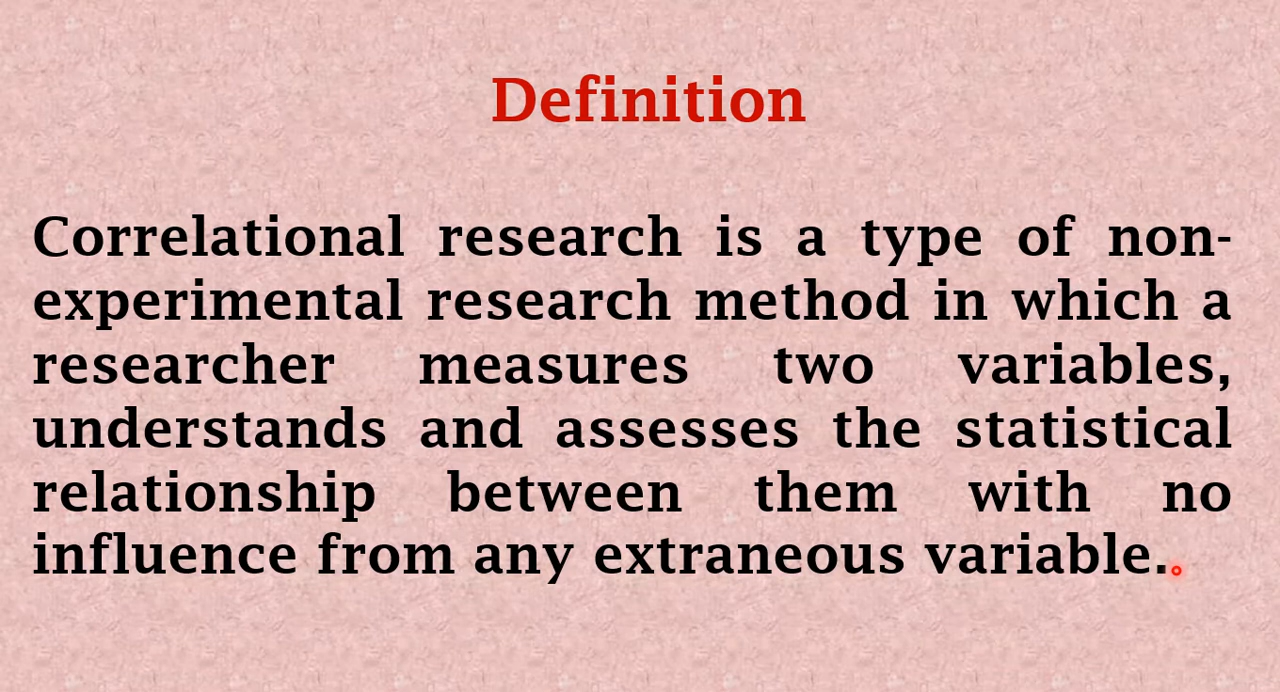 Definition
Correlational research is a type of non-
experimental research method in which a
researcher measures two variables,
understands and assesses the statistical
relationship between them with no
influence from any extraneous variable.